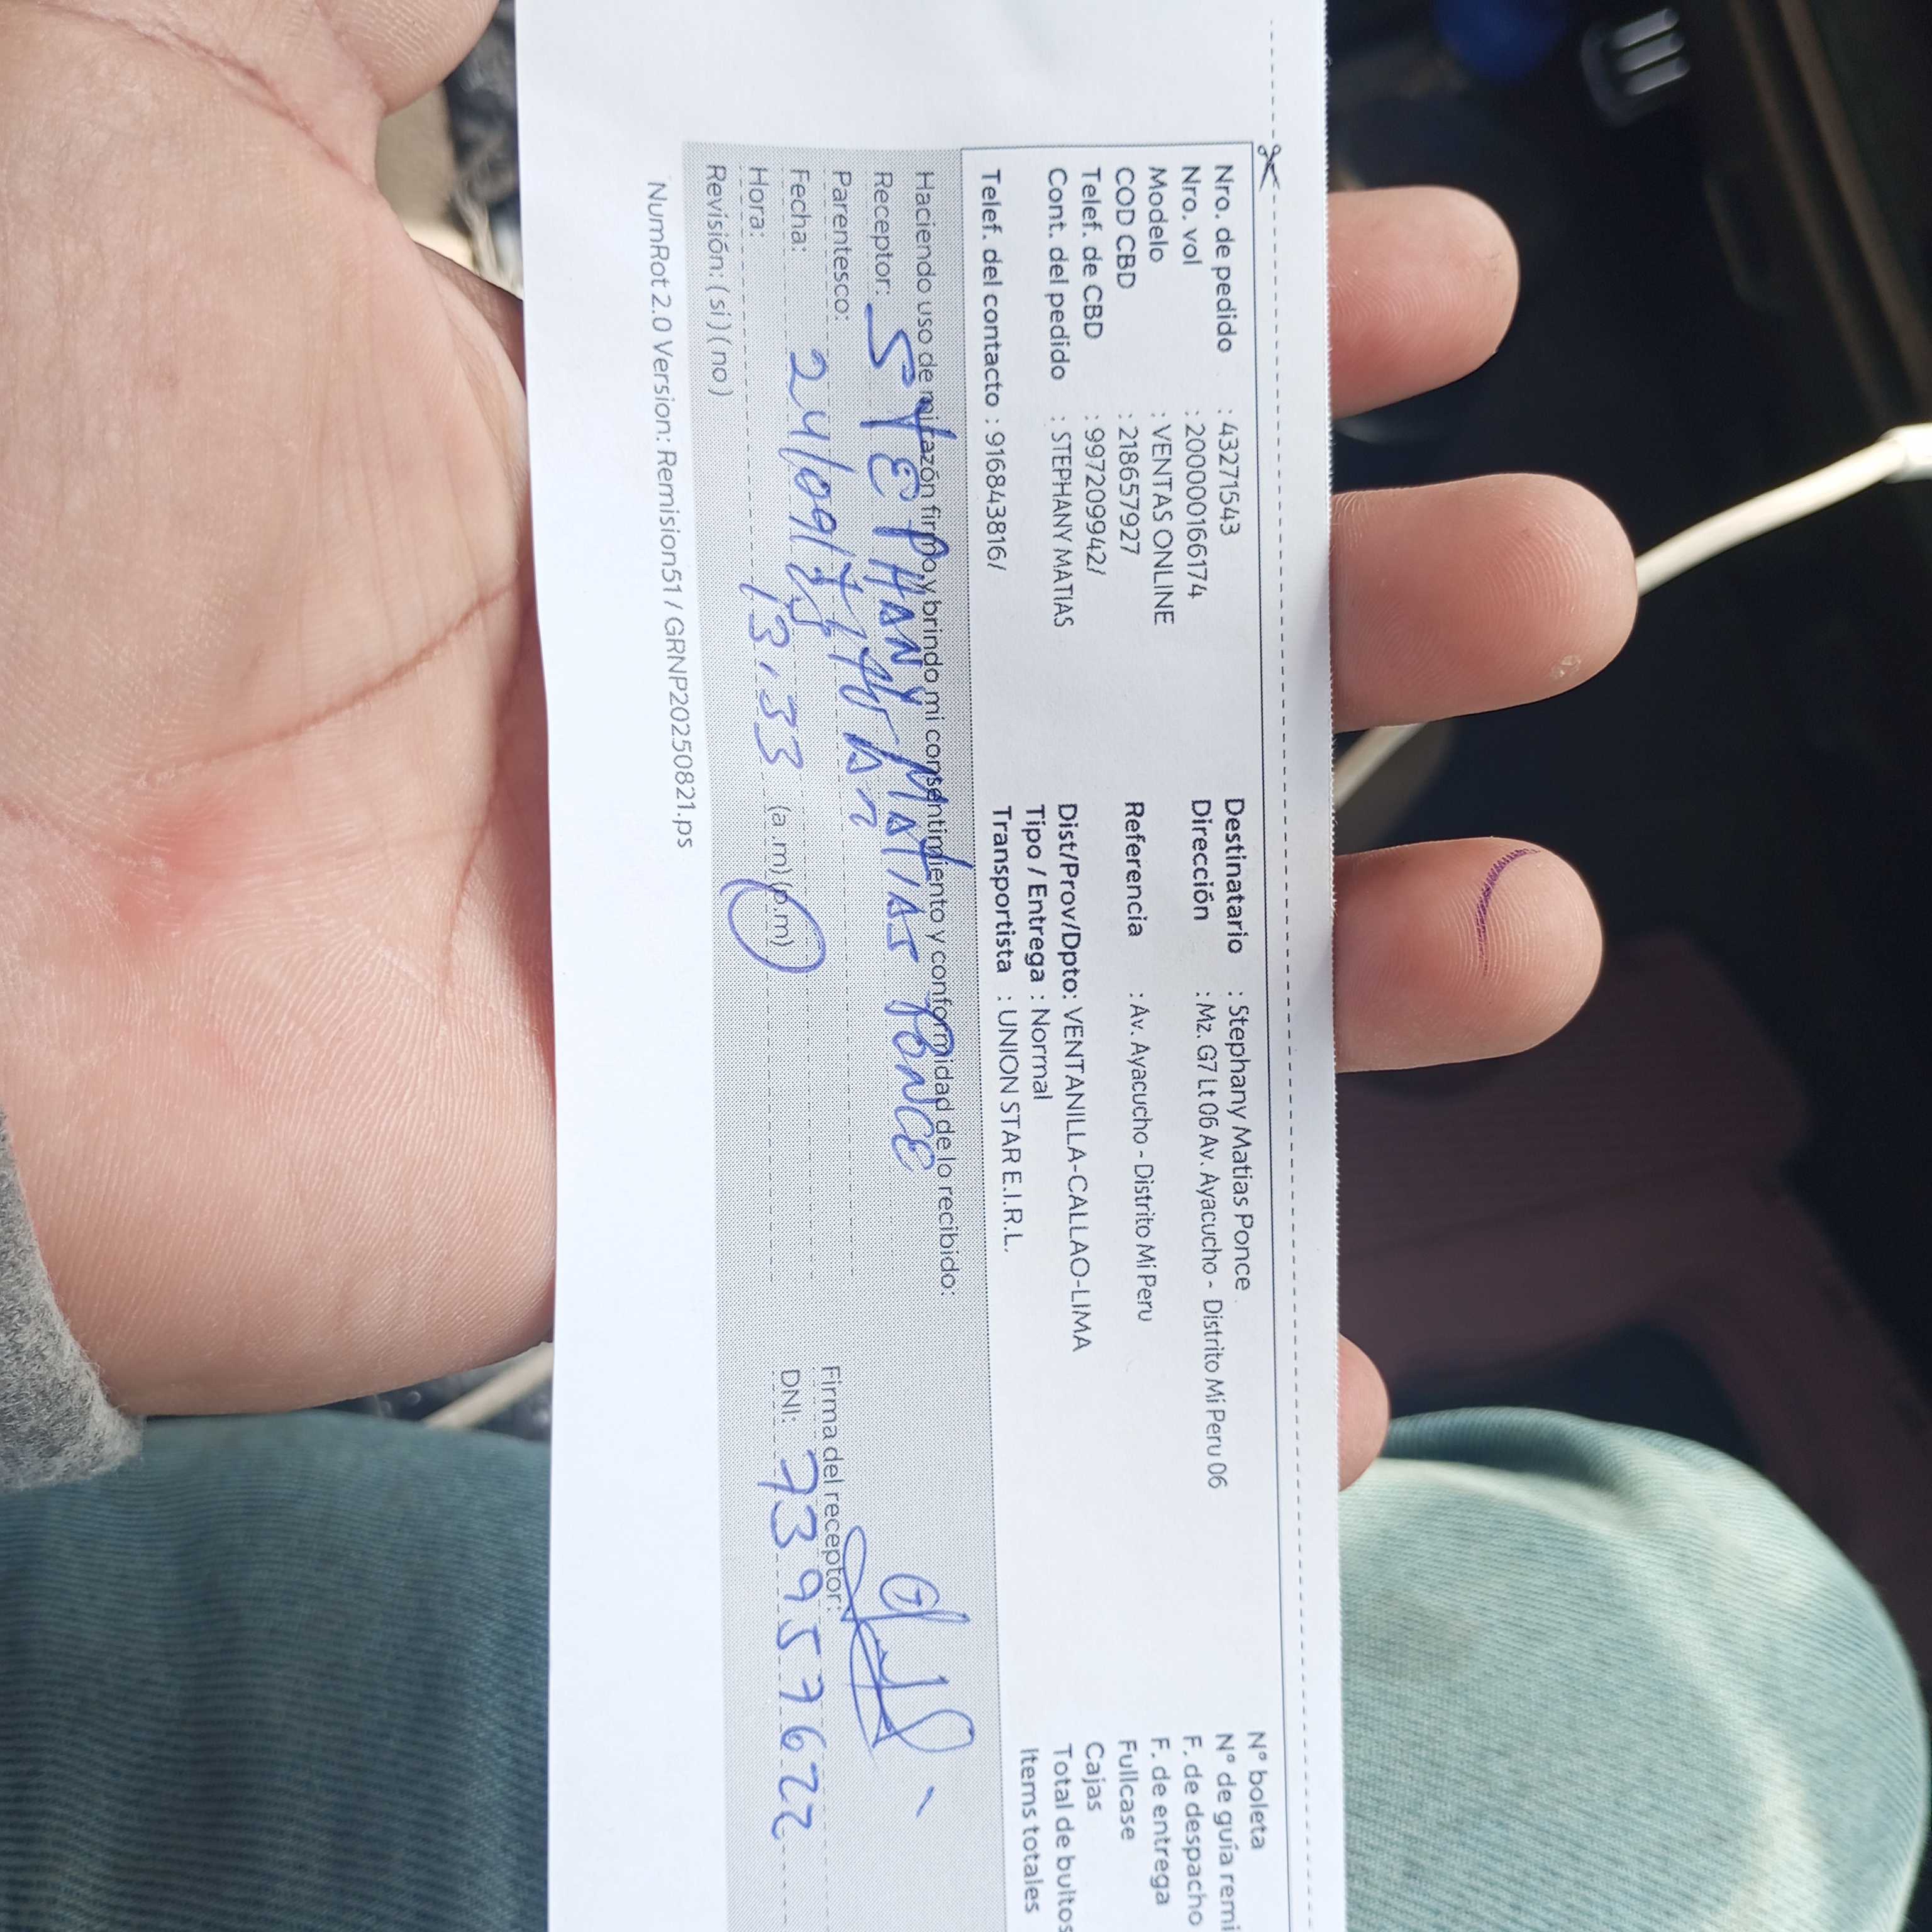 Nro. de pedido : 43271543
Nro. vol : 200000166174
Modelo : VENTAS ONLINE
COD CBD : 218657927
Telef. de CBD : 997209942/
Cont. del pedido : STEPHANY MATIAS
Telef. del contacto : 916843816/
Destinatario : Stephany Matias Ponce
Dirección : Mz. G7 Lt 06 Av. Ayacucho - Distrito Mi Peru 06
Referencia : Av. Ayacucho - Distrito Mi Peru
Dist/Prov/Dpto: VENTANILLA-CALLAO-LIMA
Tipo / Entrega : Normal
Transportista : UNION STAR E.I.R.L.
N° boleta
N° de guía remi
F. de despacho
F. de entrega
Fullcase
Cajas
Total de bultos
Items totales
Haciendo uso de mi razón firmo y brindo mi consentimiento y conformidad de lo recibido:
Receptor: STEPHANY MATIAS PONCE
Parentesco:
Fecha: 24/09/25
Hora: 13:33 (a.m) (p.m)
Revisión: ( si ) ( no )
Firma del receptor:
DNI: 73957622
NumRot 2.0 Version: Remision51 / GRNP20250821.ps